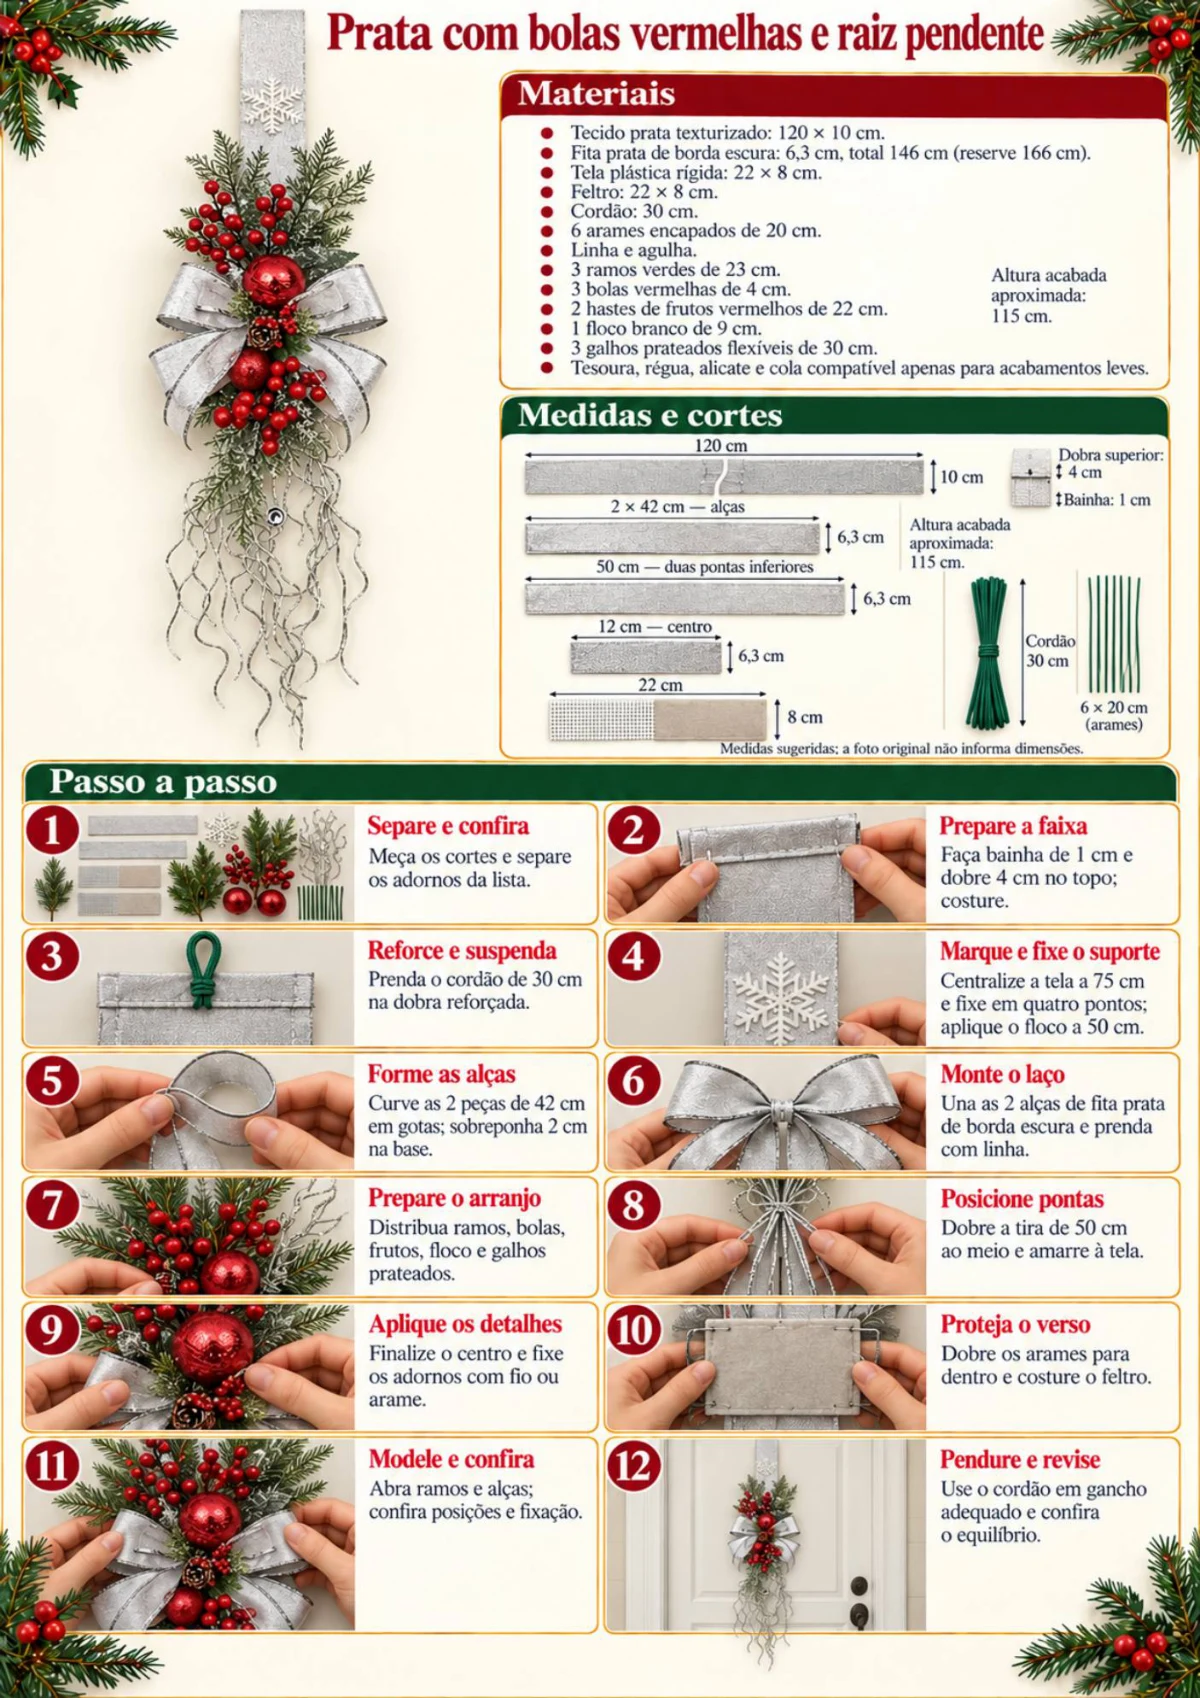 Prata com bolas vermelhas e raiz pendente
Materiais
Tecido prata texturizado: 120 × 10 cm.
Fita prata de borda escura: 6,3 cm, total 146 cm (reserve 166 cm).
Tela plástica rígida: 22 × 8 cm.
Feltro: 22 × 8 cm.
Cordão: 30 cm.
6 arames encapados de 20 cm.
Linha e agulha.
3 ramos verdes de 23 cm.
3 bolas vermelhas de 4 cm.
2 hastes de frutos vermelhos de 22 cm.
1 floco branco de 9 cm.
3 galhos prateados flexíveis de 30 cm.
Tesoura, régua, alicate e cola compatível apenas para acabamentos leves.
Altura acabada
aproximada:
115 cm.
Medidas e cortes
120 cm
10 cm
Dobra superior:
4 cm
Bainha: 1 cm
2 × 42 cm — alças
6,3 cm
Altura acabada
aproximada:
115 cm.
50 cm — duas pontas inferiores
6,3 cm
12 cm — centro
6,3 cm
22 cm
8 cm
Cordão
30 cm
6 × 20 cm
(arames)
Medidas sugeridas; a foto original não informa dimensões.
Passo a passo
1
Separe e confira
Meça os cortes e separe
os adornos da lista.
2
Prepare a faixa
Faça bainha de 1 cm e
dobre 4 cm no topo;
costure.
3
Reforce e suspenda
Prenda o cordão de 30 cm
na dobra reforçada.
4
Marque e fixe o suporte
Centralize a tela a 75 cm
e fixe em quatro pontos;
aplique o floco a 50 cm.
5
Forme as alças
Curve as 2 peças de 42 cm
em gotas; sobreponha 2 cm
na base.
6
Monte o laço
Una as 2 alças de fita prata
de borda escura e prenda
com linha.
7
Prepare o arranjo
Distribua ramos, bolas,
frutos, floco e galhos
prateados.
8
Posicione pontas
Dobre a tira de 50 cm
ao meio e amarre à tela.
9
Aplique os detalhes
Finalize o centro e fixe
os adornos com fio ou
arame.
10
Proteja o verso
Dobre os arames para
dentro e costure o feltro.
11
Modele e confira
Abra ramos e alças;
confira posições e fixação.
12
Pendure e revise
Use o cordão em gancho
adequado e confira
o equilíbrio.